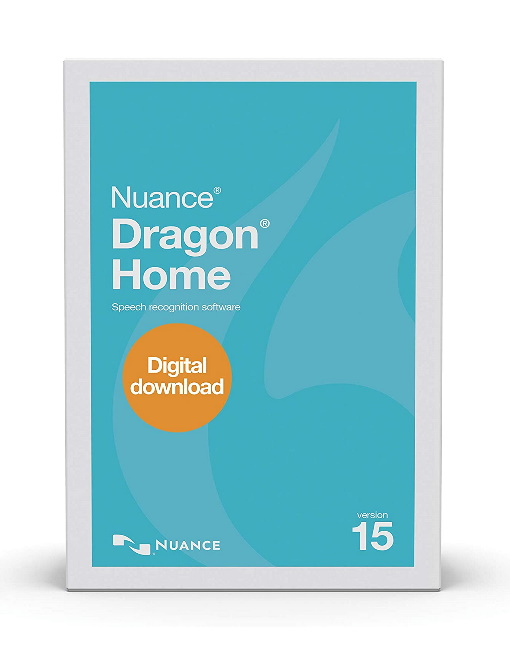 Nuance®
Dragon®
Home
Speech recognition software
Digital
download
NUANCE
version
15